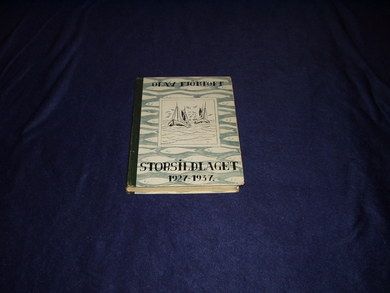 OLAV FJØRTOFT
STORSILDLAGET
1927-1937.